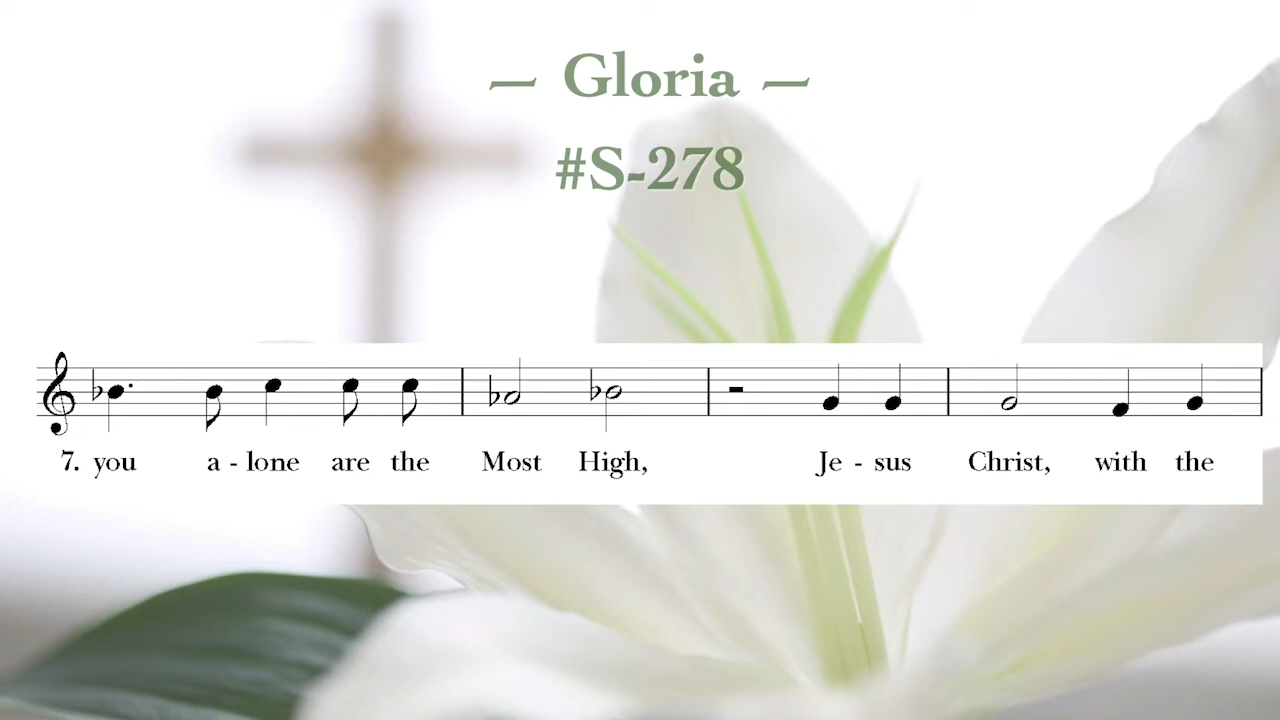 — Gloria —
#S-278
7. you a - lone are the Most High, Je - sus Christ, with the